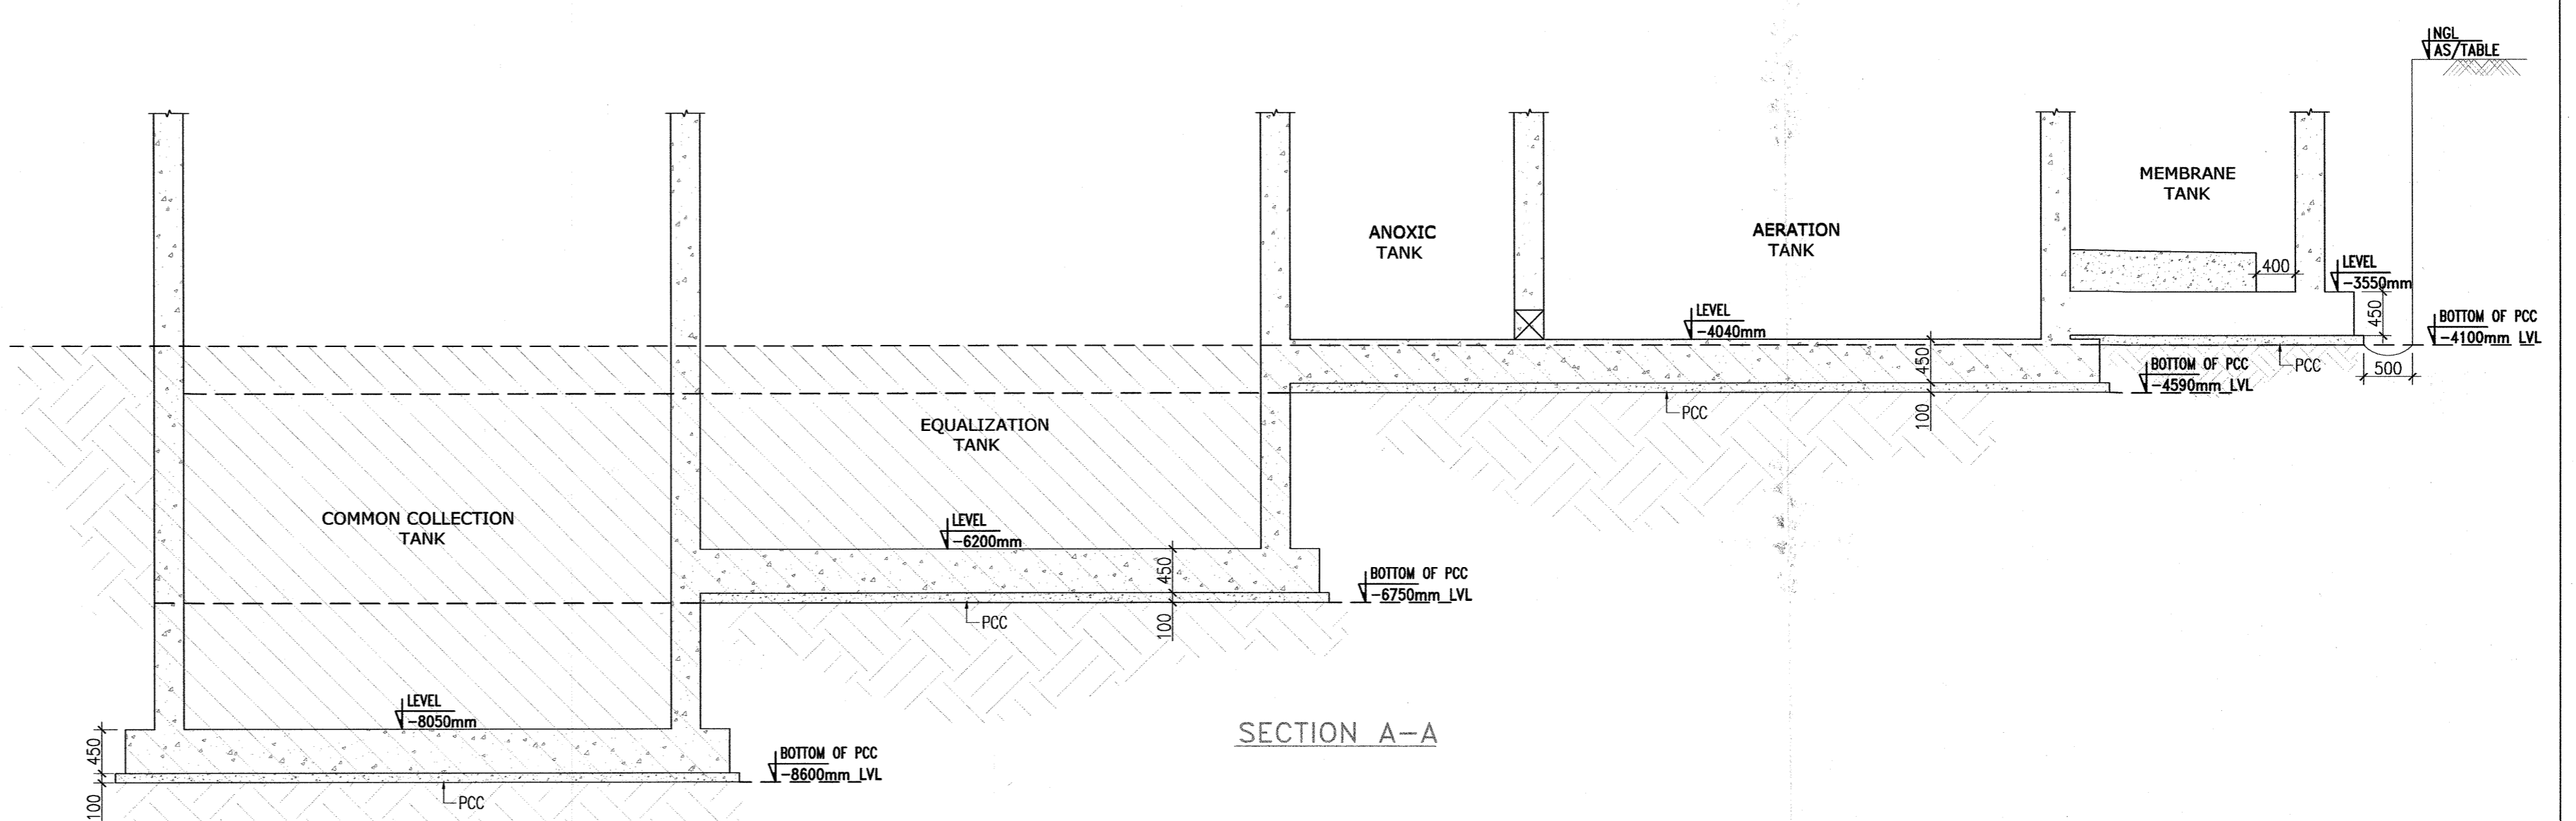 NGL
AS/TABLE
MEMBRANE
TANK
ANOXIC
TANK
AERATION
TANK
400
LEVEL
-3550mm
450
LEVEL
-4040mm
BOTTOM OF PCC
-4100mm LVL
450
BOTTOM OF PCC
-4590mm LVL
PCC
500
100
PCC
EQUALIZATION
TANK
COMMON COLLECTION
TANK
LEVEL
-6200mm
450
BOTTOM OF PCC
-6750mm LVL
100
PCC
LEVEL
-8050mm
SECTION A-A
450
BOTTOM OF PCC
-8600mm LVL
100
PCC